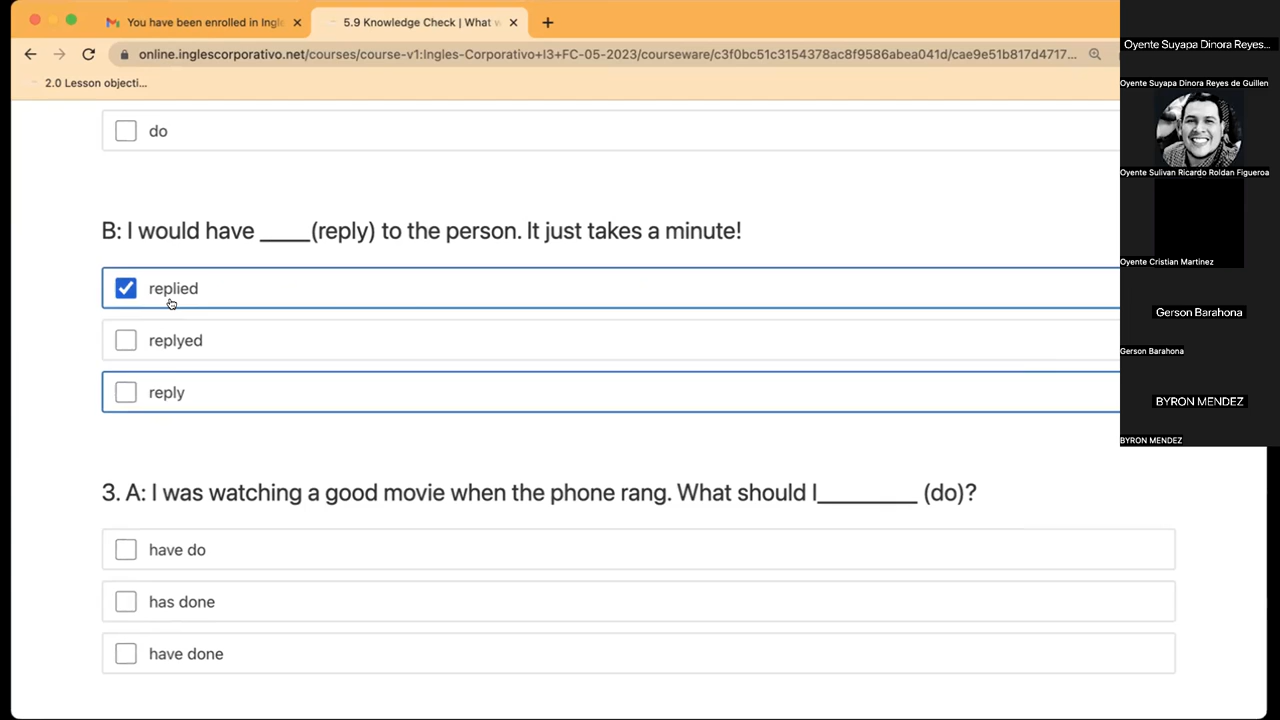 You have been enrolled in Ingle
5.9 Knowledge Check | What w
online.inglescorporativo.net/courses/course-v1:Ingles-Corporativo+I3+FC-05-2023/courseware/c3f0bc51c3154378ac8f9586abea041d/cae9e51b817d4717...
2.0 Lesson objecti...
do
B: I would have _____(reply) to the person. It just takes a minute!
replied
replyed
reply
3. A: I was watching a good movie when the phone rang. What should I_________ (do)?
have do
has done
have done
Oyente Suyapa Dinora Reyes...
Oyente Suyapa Dinora Reyes de Guillen
Oyente Sulivan Ricardo Roldan Figueroa
Oyente Cristian Martinez
Gerson Barahona
Gerson Barahona
BYRON MENDEZ
BYRON MENDEZ